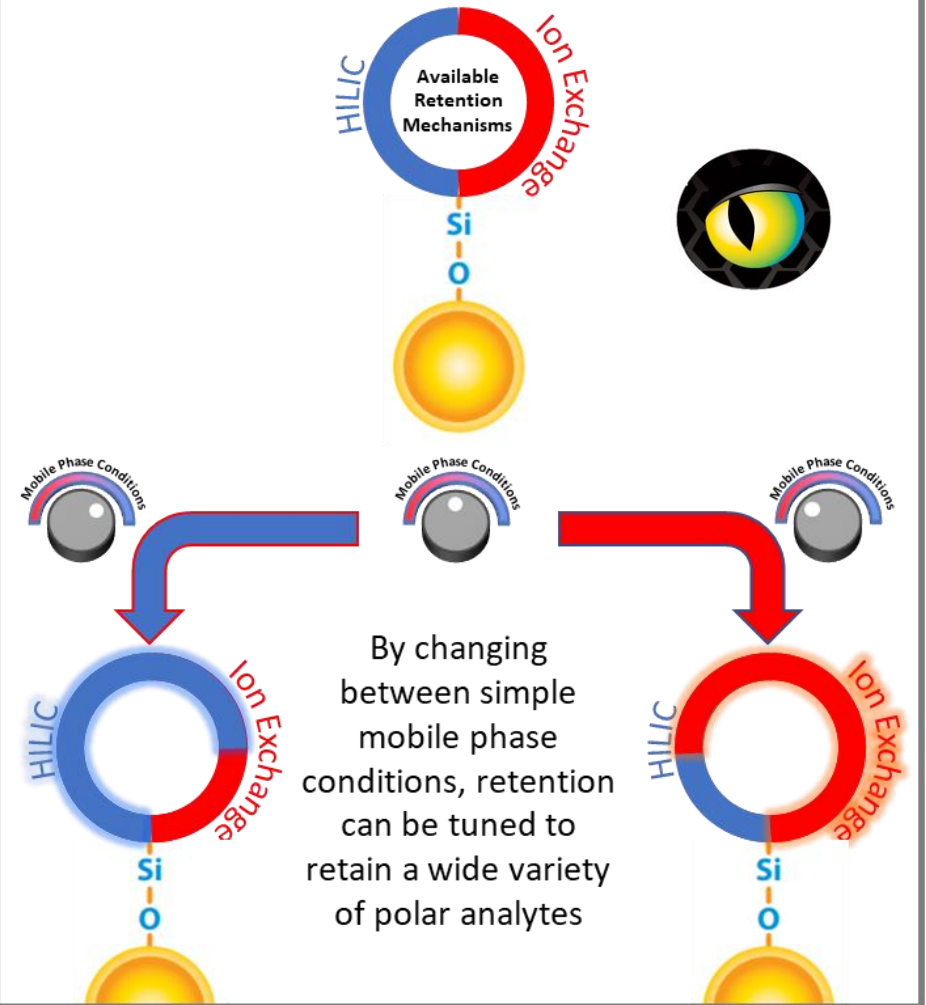 HILIC
Ion Exchange
Available
Retention
Mechanisms
Si
O
Mobile Phase Conditions
Mobile Phase Conditions
Mobile Phase Conditions
HILIC
Ion Exchange
By changing
between simple
mobile phase
conditions, retention
can be tuned to
retain a wide variety
of polar analytes
HILIC
Ion Exchange
Si
O
Si
O